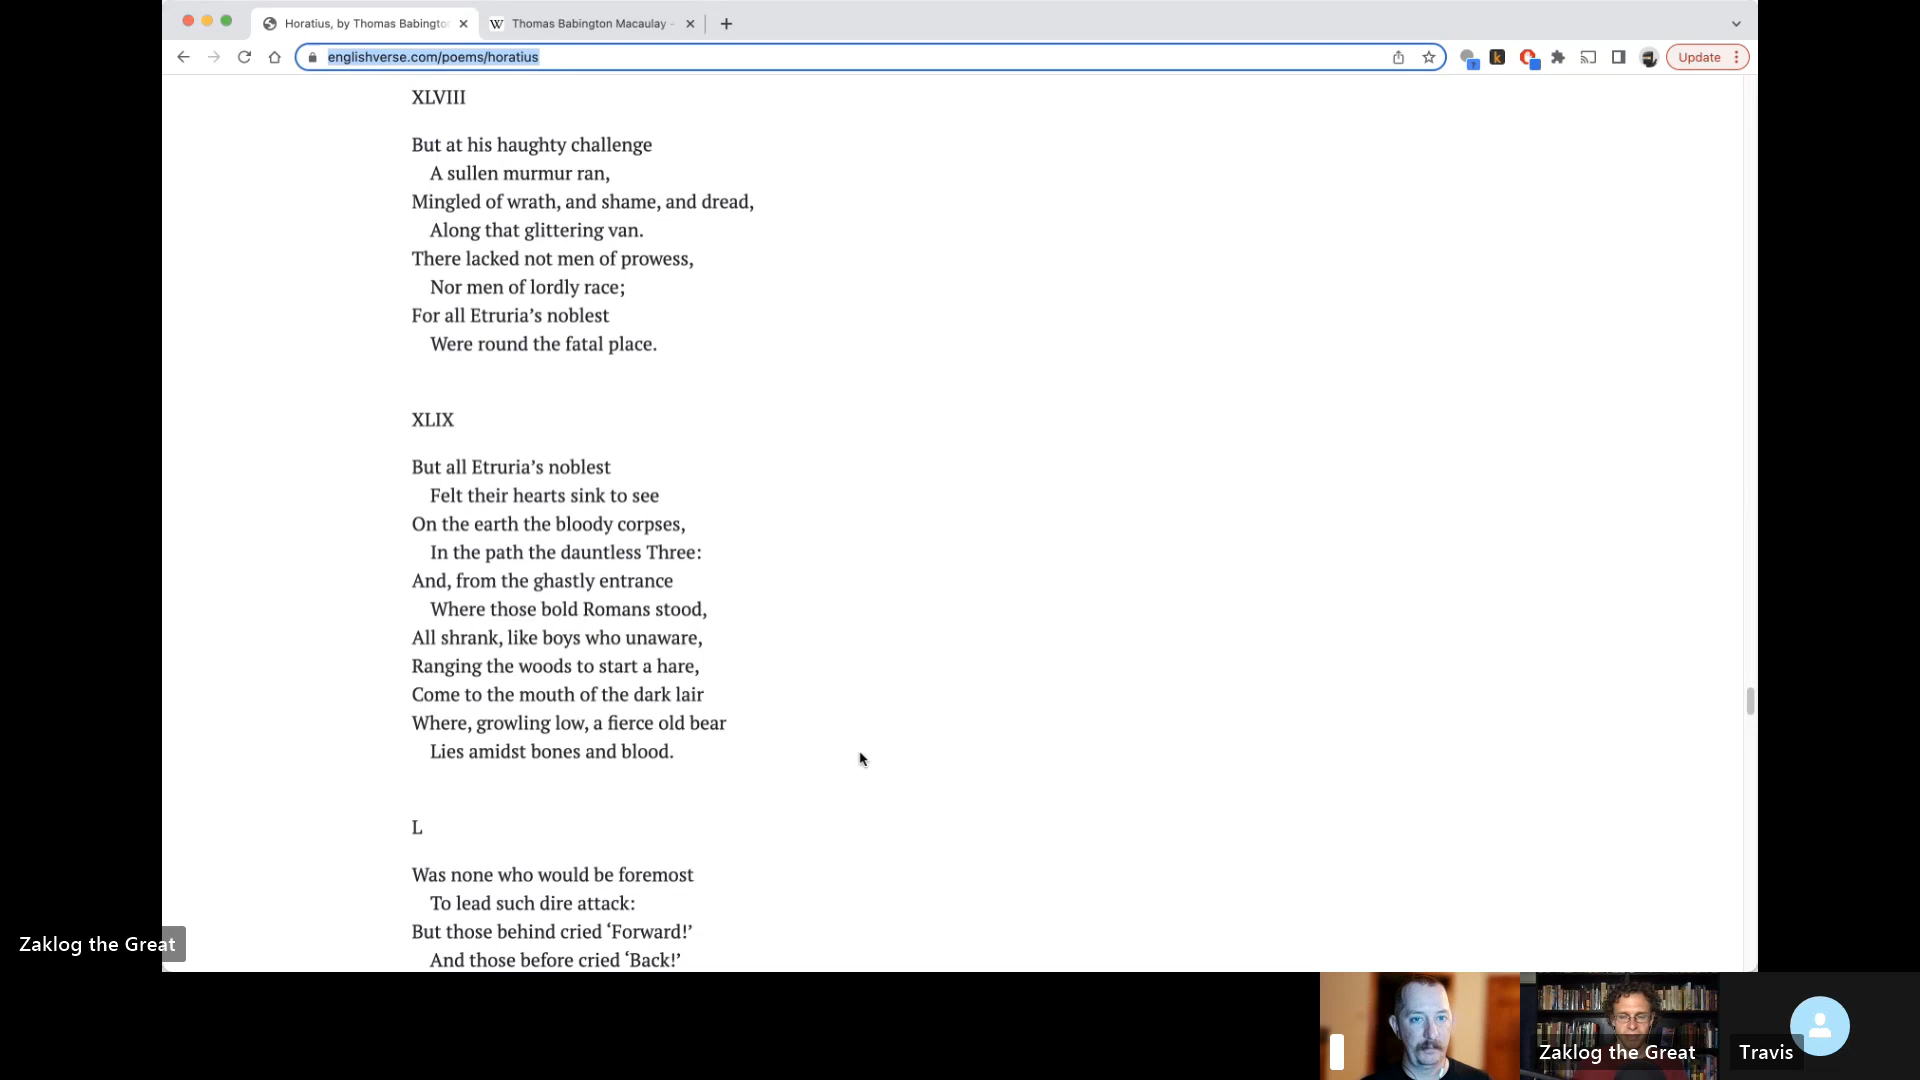 Horatius, by Thomas Babingto
Thomas Babington Macaulay -
englishverse.com/poems/horatius
Update
XLVIII
But at his haughty challenge
A sullen murmur ran,
Mingled of wrath, and shame, and dread,
Along that glittering van.
There lacked not men of prowess,
Nor men of lordly race;
For all Etruria’s noblest
Were round the fatal place.
XLIX
But all Etruria’s noblest
Felt their hearts sink to see
On the earth the bloody corpses,
In the path the dauntless Three:
And, from the ghastly entrance
Where those bold Romans stood,
All shrank, like boys who unaware,
Ranging the woods to start a hare,
Come to the mouth of the dark lair
Where, growling low, a fierce old bear
Lies amidst bones and blood.
L
Was none who would be foremost
To lead such dire attack:
But those behind cried ‘Forward!’
And those before cried ‘Back!’
Zaklog the Great
Zaklog the Great
Travis